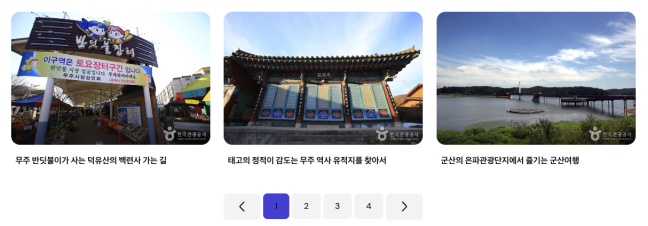 반딧불장터
이구역은 토요장터구간 입니다
무주시장상인회
한국관광공사
한국관광공사
한국관광공사
무주 반딧불이가 사는 덕유산의 백련사 가는 길
태고의 정적이 감도는 무주 역사 유적지를 찾아서
군산의 은파관광단지에서 즐기는 군산여행
1 2 3 4